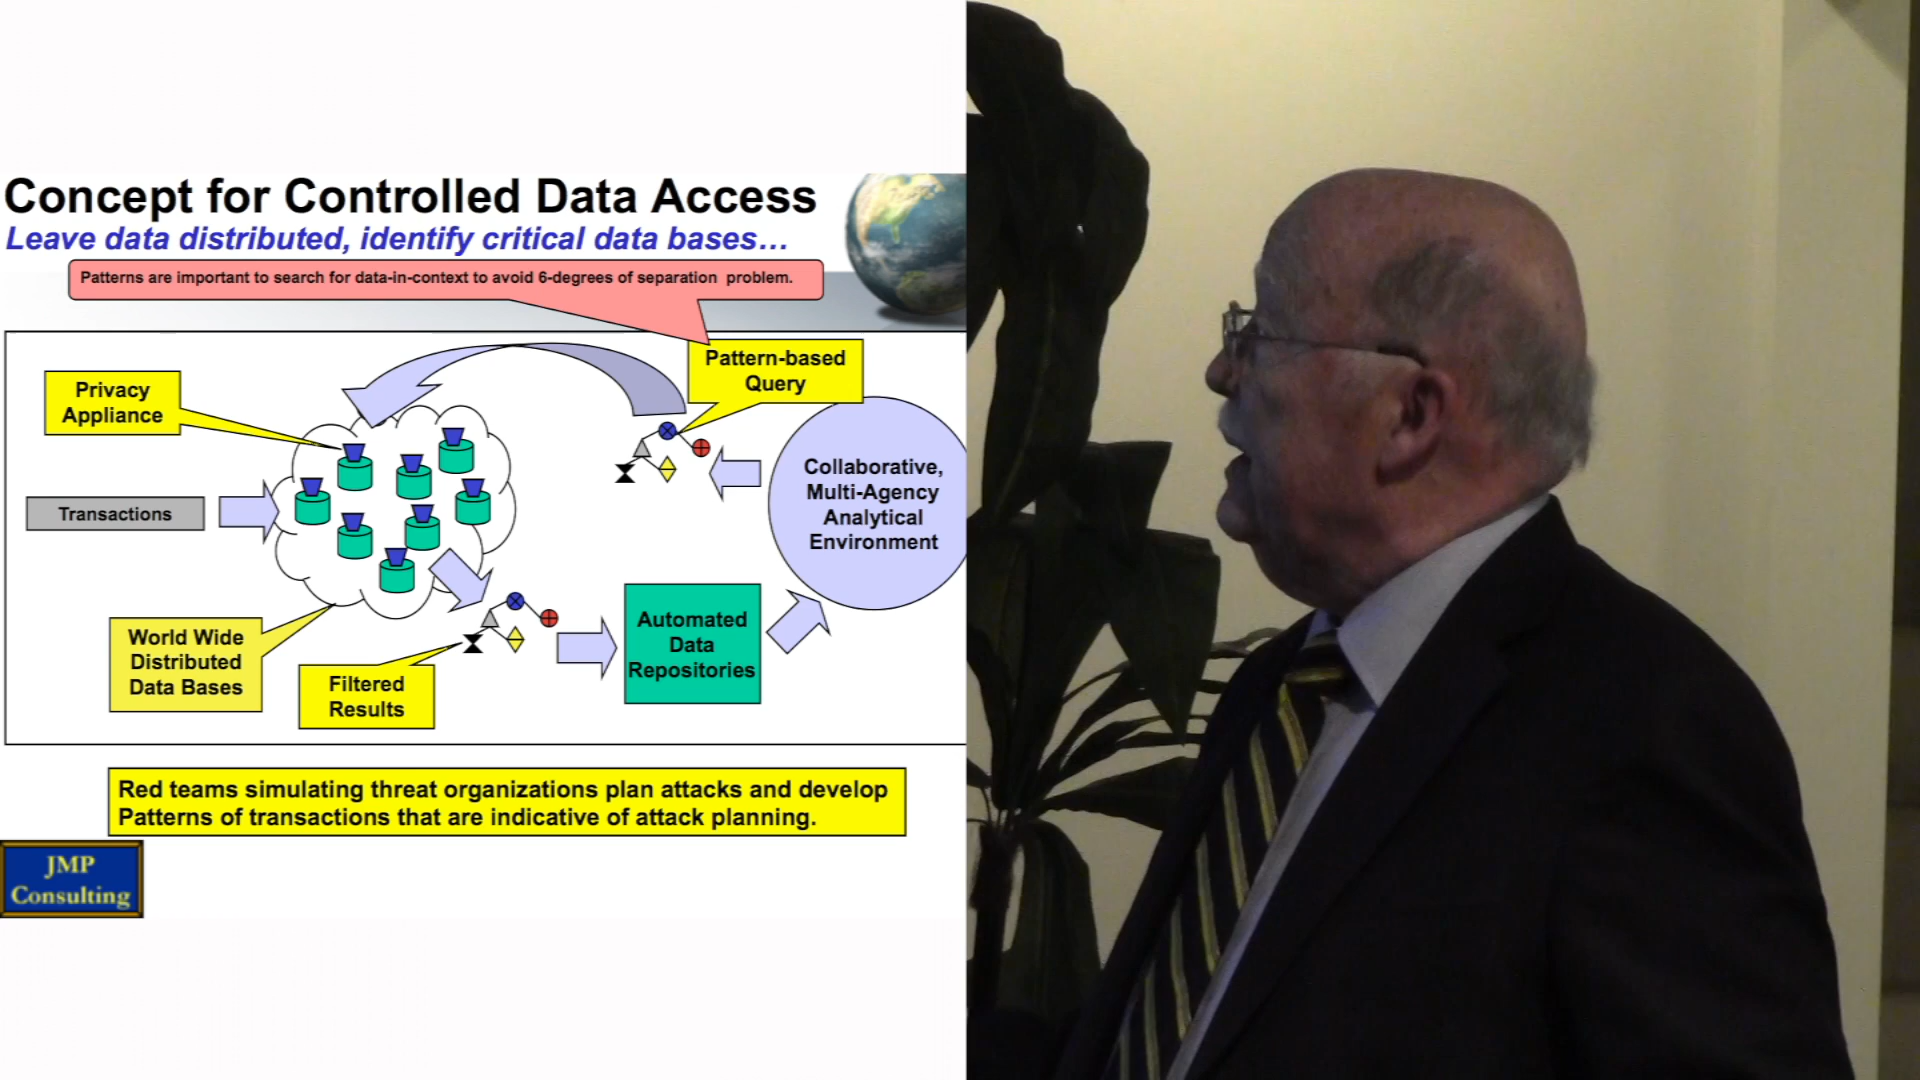 Concept for Controlled Data Access
Leave data distributed, identify critical data bases…
Patterns are important to search for data-in-context to avoid 6-degrees of separation problem.
Pattern-based
Query
Privacy
Appliance
Collaborative,
Multi-Agency
Analytical
Environment
Transactions
Automated
Data
Repositories
World Wide
Distributed
Data Bases
Filtered
Results
Red teams simulating threat organizations plan attacks and develop
Patterns of transactions that are indicative of attack planning.
JMP
Consulting